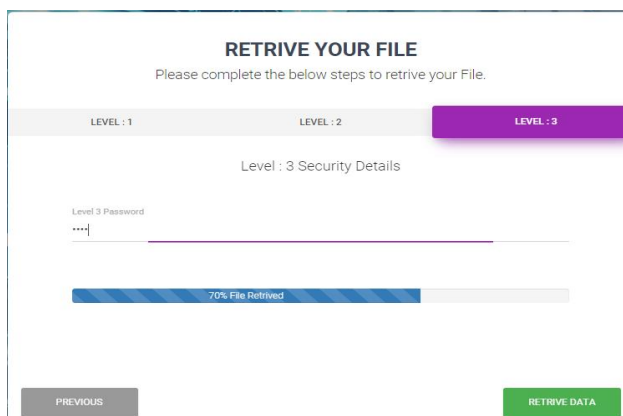 RETRIVE YOUR FILE
Please complete the below steps to retrive your File.
LEVEL : 1 LEVEL : 2 LEVEL : 3
Level : 3 Security Details
Level 3 Password
····
70% File Retrived
PREVIOUS RETRIVE DATA